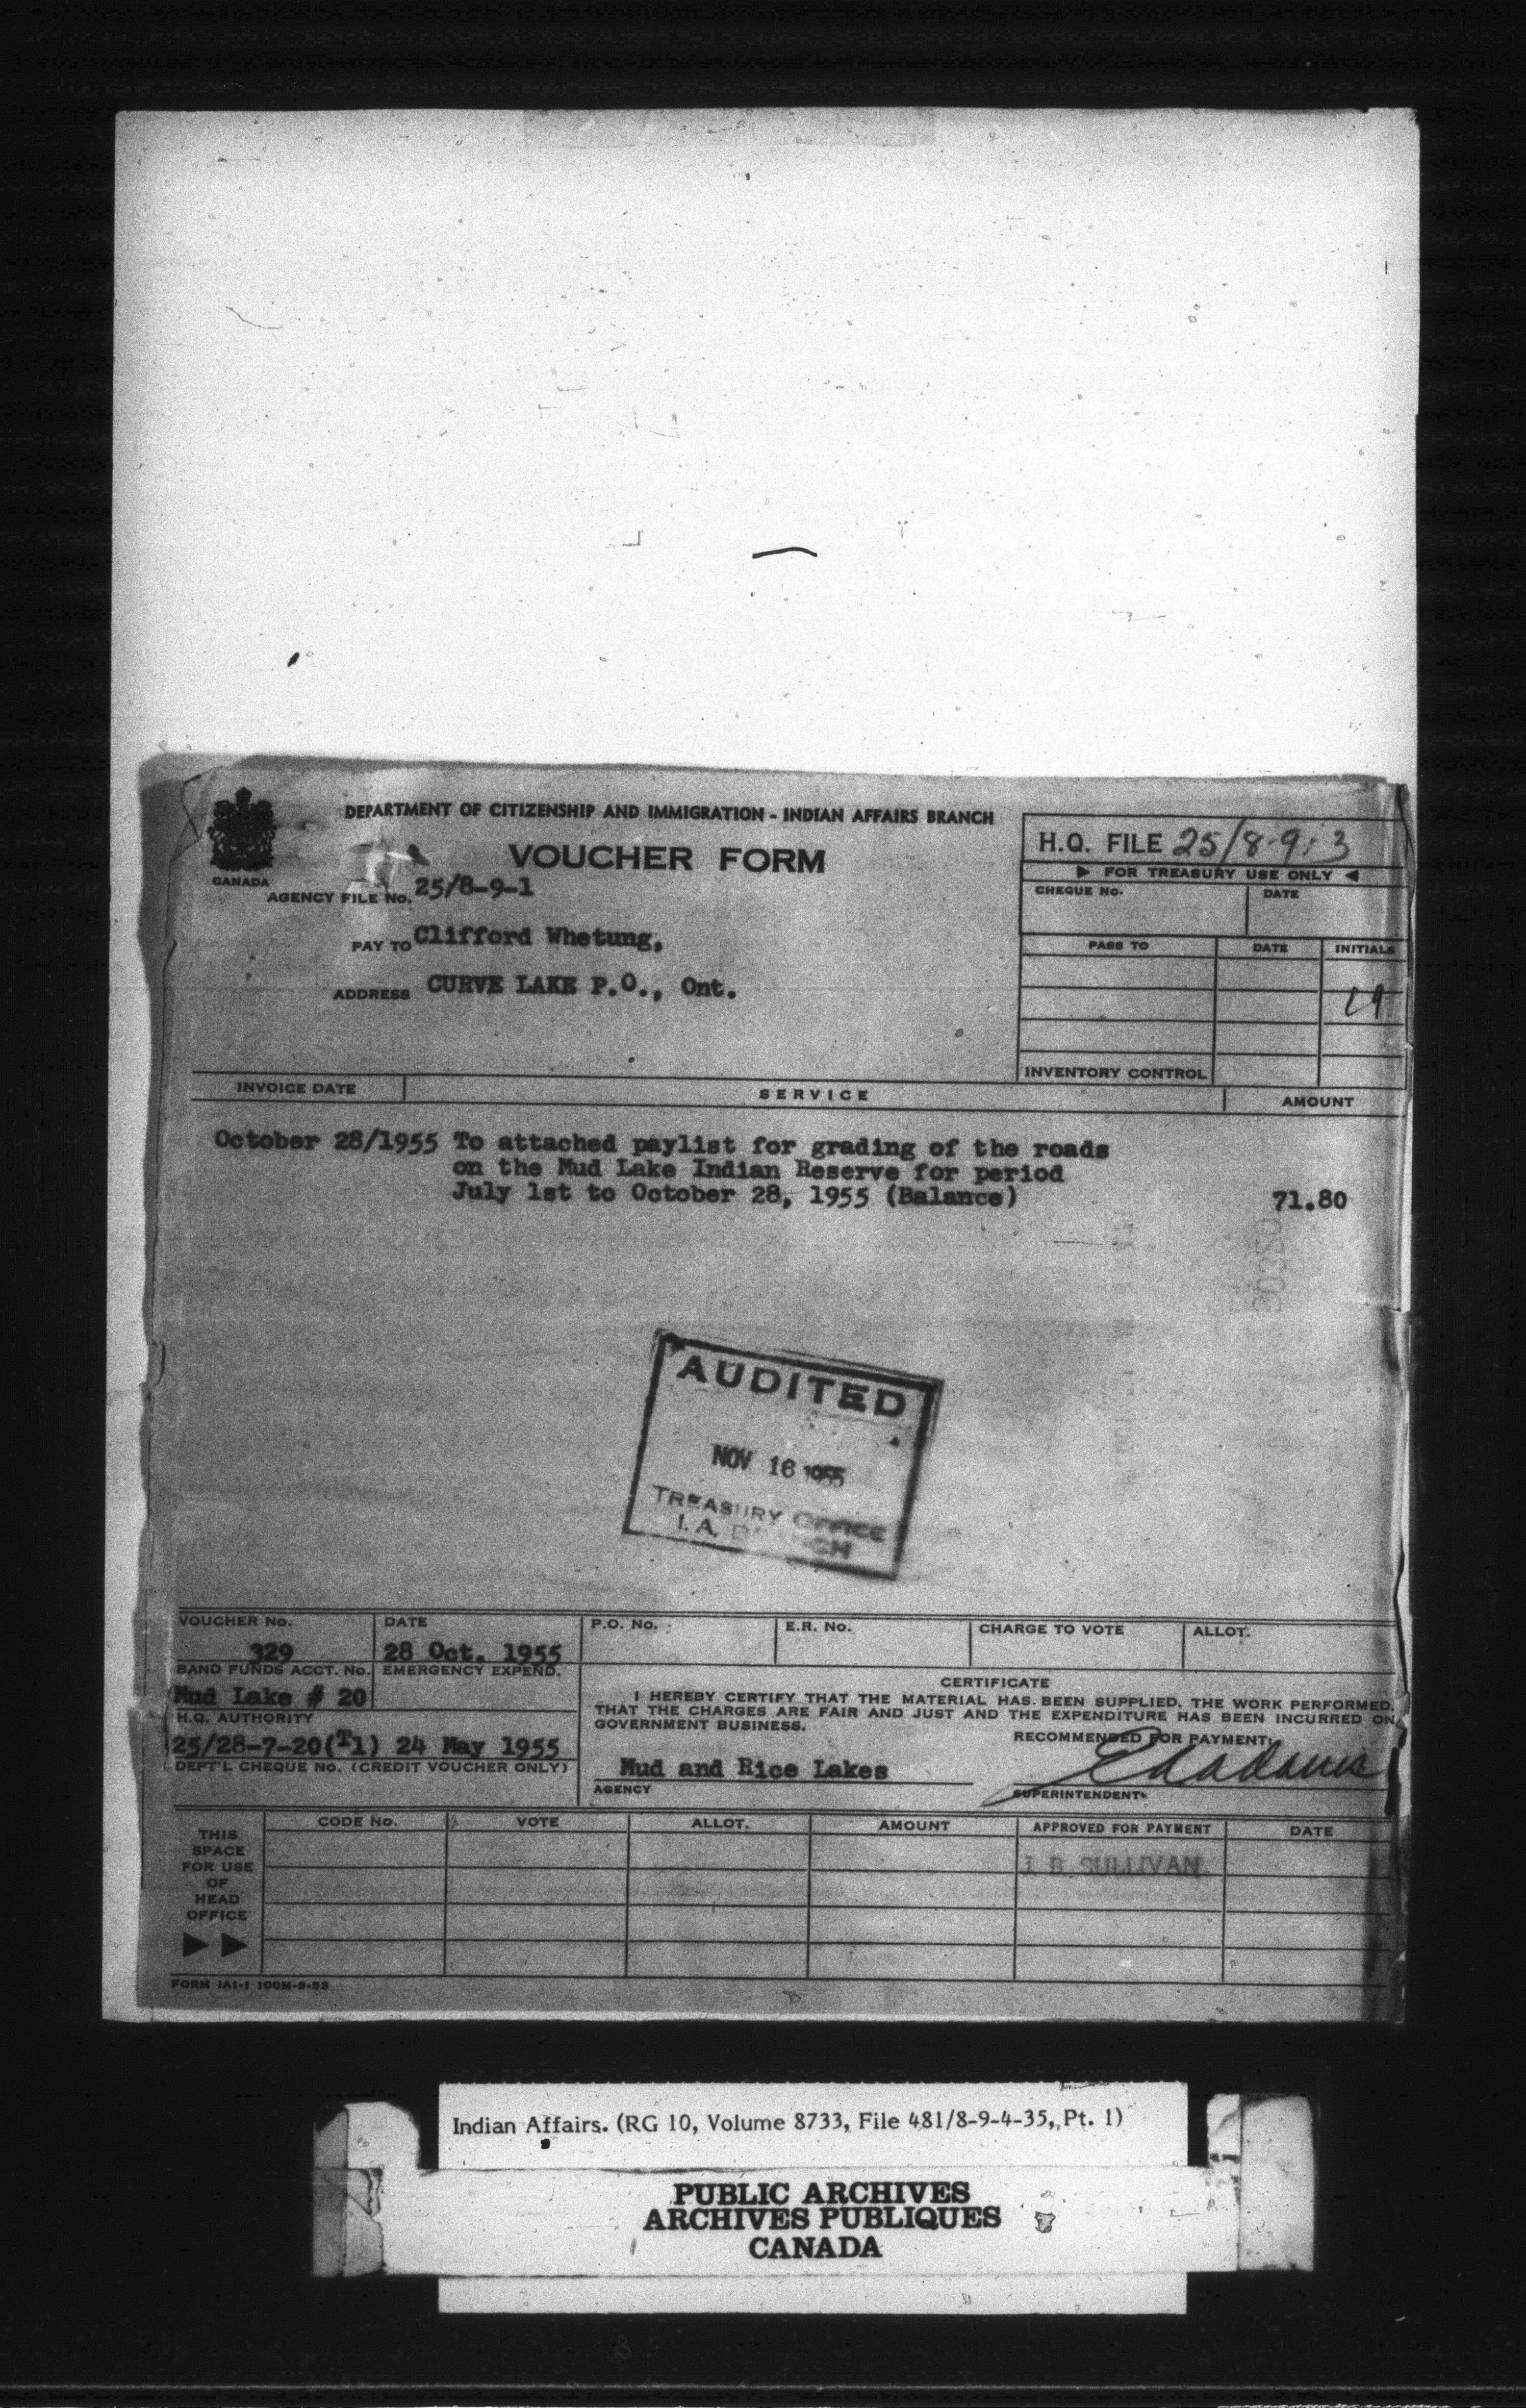 DEPARTMENT OF CITIZENSHIP AND IMMIGRATION - INDIAN AFFAIRS BRANCH
VOUCHER FORM
CANADA
AGENCY FILE No. 25/8-9-1
PAY TO Clifford Whetung,
ADDRESS CURVE LAKE P.O., Ont.
H.Q. FILE 25/8-9-3
FOR TREASURY USE ONLY
CHEQUE No. DATE
PASS TO DATE INITIALS
INVENTORY CONTROL
INVOICE DATE SERVICE AMOUNT
October 28/1955 To attached paylist for grading of the roads
on the Mud Lake Indian Reserve for period
July 1st to October 28, 1955 (Balance) 71.80
AUDITED
NOV 16 1955
TREASURY OFFICE
I.A. BRANCH
VOUCHER No. DATE P.O. No. E.R. No. CHARGE TO VOTE ALLOT.
329 28 Oct. 1955
BAND FUNDS ACCT. No. EMERGENCY EXPEND.
Mud Lake # 20
H.Q. AUTHORITY
25/28-7-20(T1) 24 May 1955
DEPT'L CHEQUE No. (CREDIT VOUCHER ONLY)
CERTIFICATE
I HEREBY CERTIFY THAT THE MATERIAL HAS BEEN SUPPLIED, THE WORK PERFORMED,
THAT THE CHARGES ARE FAIR AND JUST AND THE EXPENDITURE HAS BEEN INCURRED ON
GOVERNMENT BUSINESS.
RECOMMENDED FOR PAYMENT:
Mud and Rice Lakes
AGENCY SUPERINTENDENT
THIS
SPACE
FOR USE
OF
HEAD
OFFICE
CODE No. VOTE ALLOT. AMOUNT APPROVED FOR PAYMENT DATE
J. B. SULLIVAN
FORM IA1-1 100M-9-53
Indian Affairs. (RG 10, Volume 8733, File 481/8-9-4-35, Pt. 1)
PUBLIC ARCHIVES
ARCHIVES PUBLIQUES
CANADA